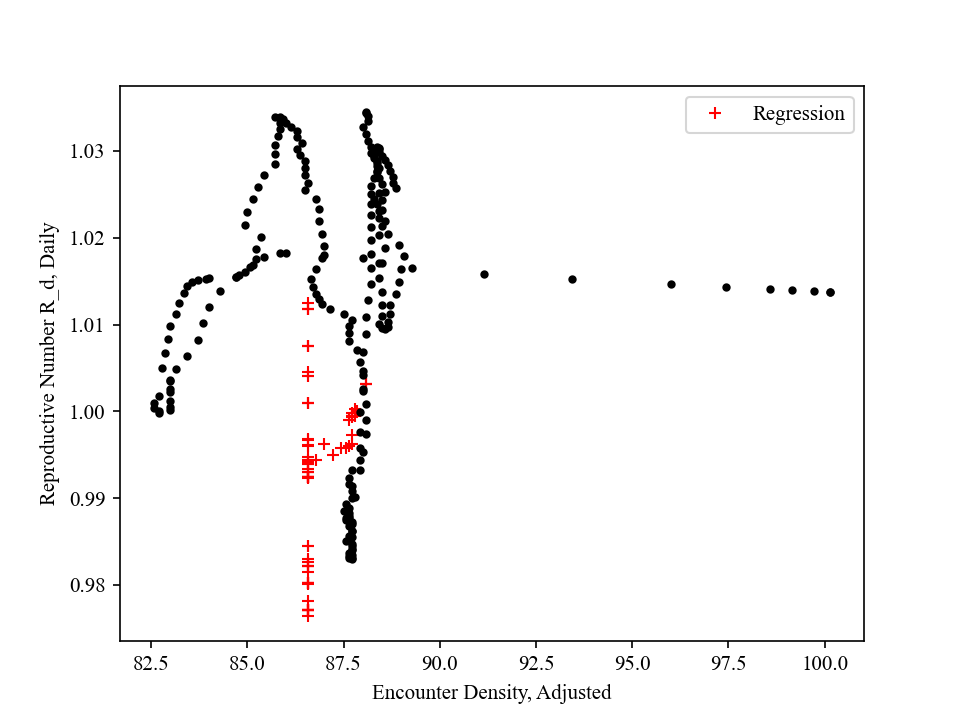 Regression
1.03
1.02
1.01
1.00
0.99
0.98
Reproductive Number R_d, Daily
82.5 85.0 87.5 90.0 92.5 95.0 97.5 100.0
Encounter Density, Adjusted